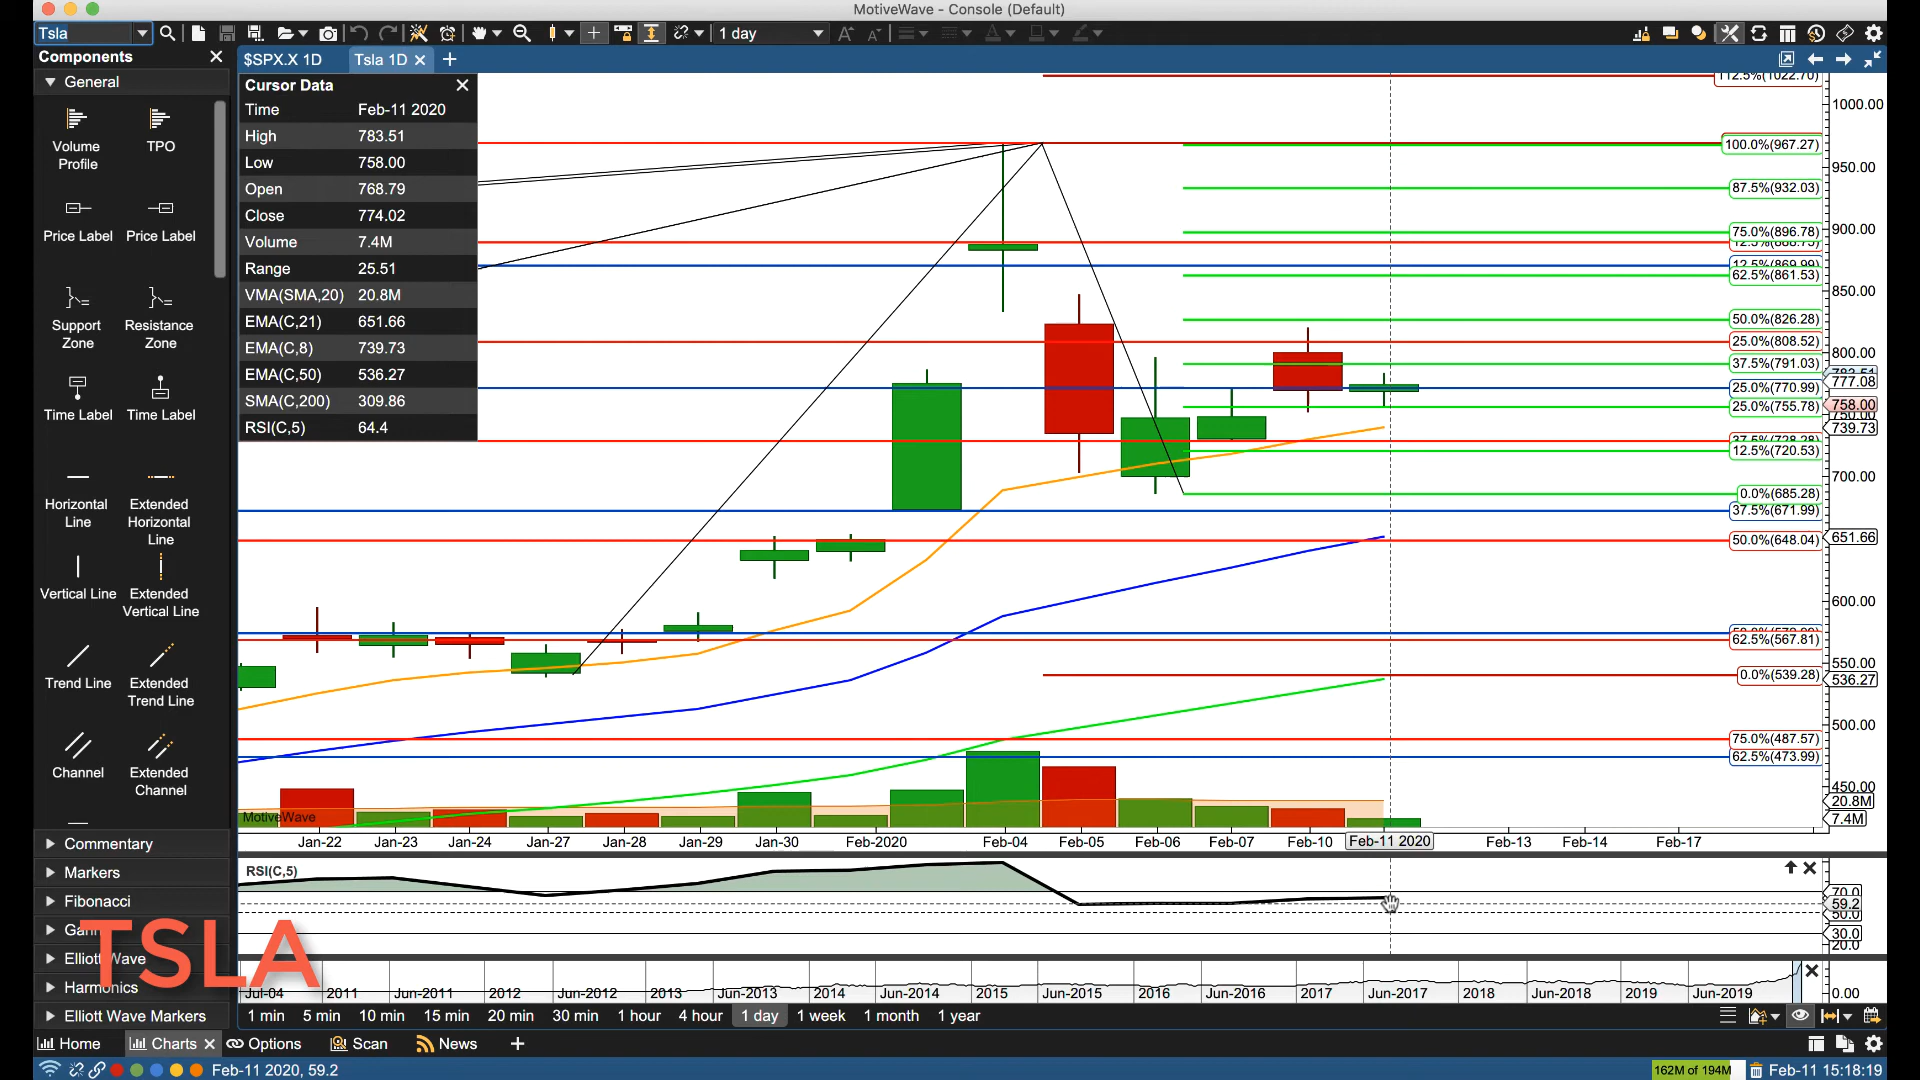 MotiveWave - Console (Default)
Tsla
1 day
Components
General
Volume Profile
TPO
Price Label
Price Label
Support Zone
Resistance Zone
Time Label
Time Label
Horizontal Line
Extended Horizontal Line
Vertical Line
Extended Vertical Line
Trend Line
Extended Trend Line
Channel
Extended Channel
Commentary
Markers
Fibonacci
Elliott Wave
Harmonics
Elliott Wave Markers
TSLA
$SPX.X 1D
Tsla 1D
Cursor Data
Time Feb-11 2020
High 783.51
Low 758.00
Open 768.79
Close 774.02
Volume 7.4M
Range 25.51
VMA(SMA,20) 20.8M
EMA(C,21) 651.66
EMA(C,8) 739.73
EMA(C,50) 536.27
SMA(C,200) 309.86
RSI(C,5) 64.4
112.5%(1022.70)
100.0%(967.27)
87.5%(932.03)
75.0%(896.78)
12.5%(869.99)
62.5%(861.53)
50.0%(826.28)
25.0%(808.52)
37.5%(791.03)
25.0%(770.99)
25.0%(755.78)
37.5%(728.28)
12.5%(720.53)
0.0%(685.28)
37.5%(671.99)
50.0%(648.04)
62.5%(567.81)
0.0%(539.28)
75.0%(487.57)
62.5%(473.99)
1000.00
950.00
900.00
850.00
800.00
777.08
758.00
739.73
700.00
651.66
600.00
550.00
536.27
500.00
450.00
20.8M
7.4M
MotiveWave
Jan-22 Jan-23 Jan-24 Jan-27 Jan-28 Jan-29 Jan-30 Feb-2020 Feb-04 Feb-05 Feb-06 Feb-07 Feb-10 Feb-11 2020 Feb-13 Feb-14 Feb-17
RSI(C,5)
70.0
59.2
50.0
30.0
20.0
Jul-04 2011 Jun-2011 2012 Jun-2012 2013 Jun-2013 2014 Jun-2014 2015 Jun-2015 2016 Jun-2016 2017 Jun-2017 2018 Jun-2018 2019 Jun-2019 0.00
1 min 5 min 10 min 15 min 20 min 30 min 1 hour 4 hour 1 day 1 week 1 month 1 year
Home Charts Options Scan News
Feb-11 2020, 59.2
162M of 194M
Feb-11 15:18:19